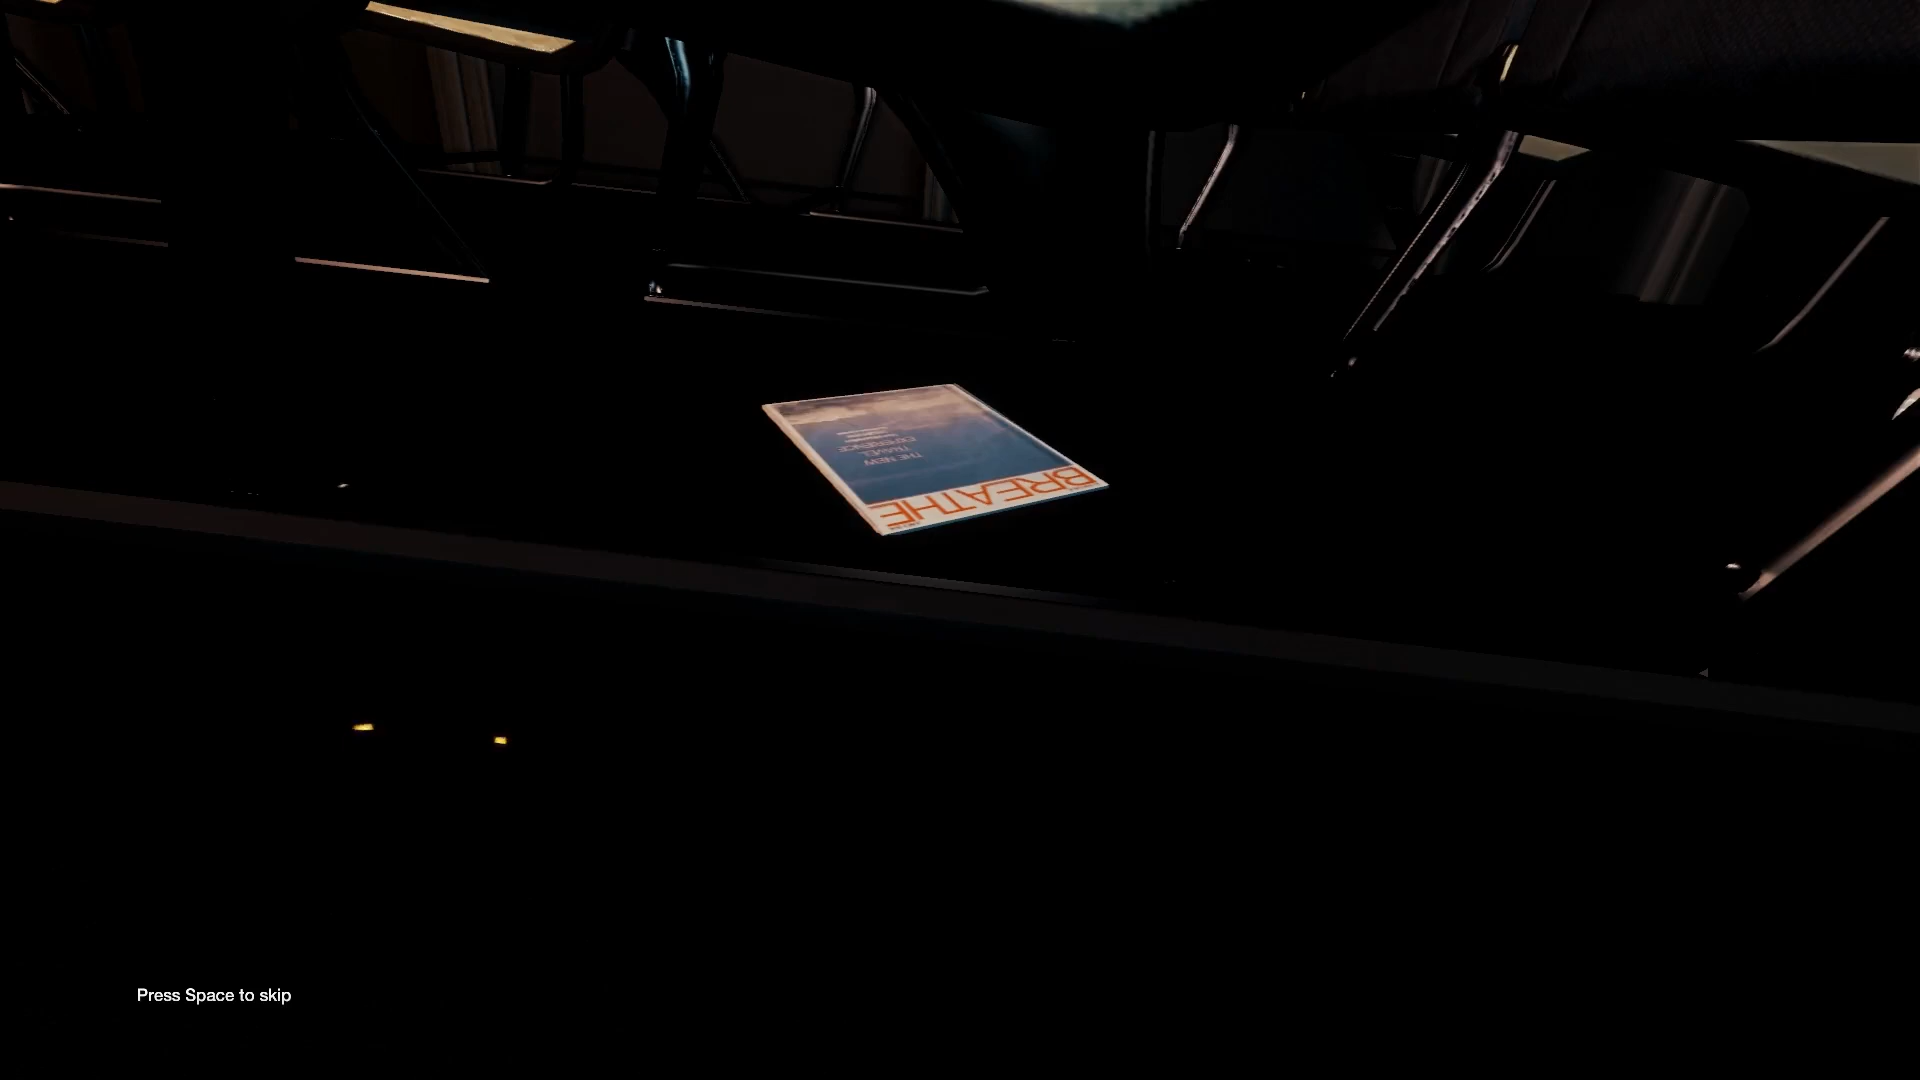 BREATHE
THE NEW
TRAVEL
EXPERIENCE
Press Space to skip